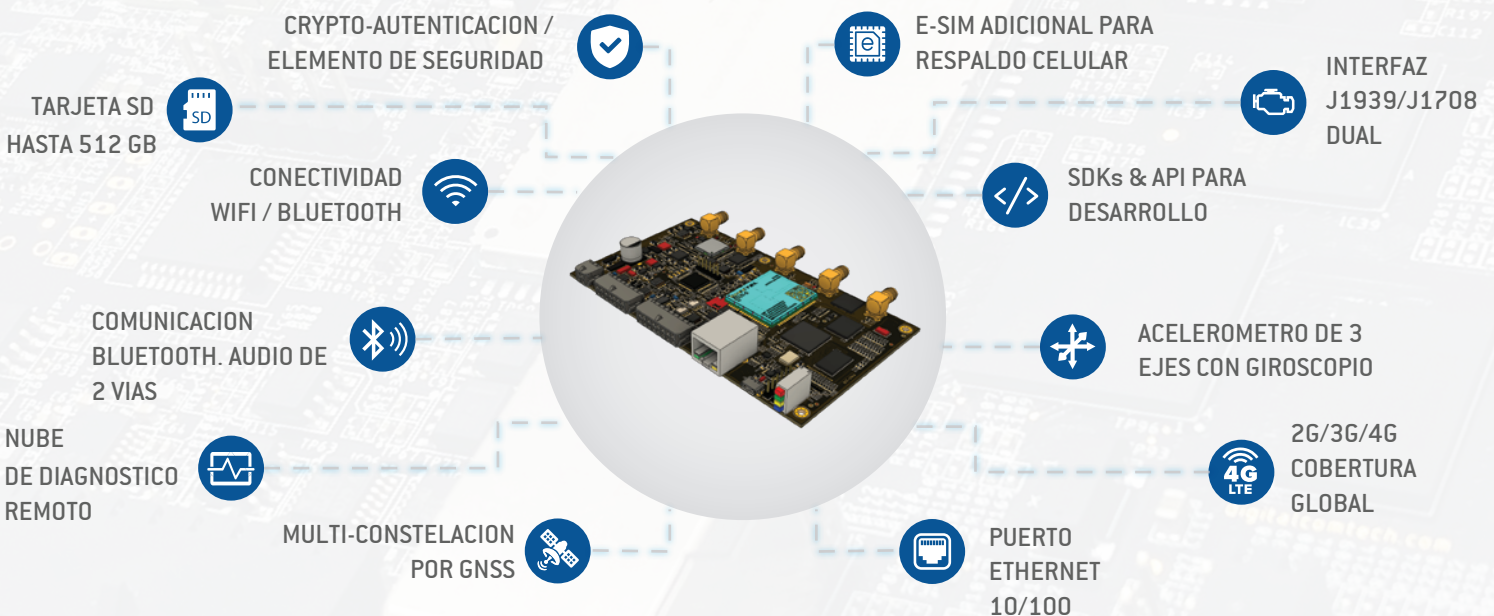 CRYPTO-AUTENTICACION /
ELEMENTO DE SEGURIDAD
E-SIM ADICIONAL PARA
RESPALDO CELULAR
TARJETA SD
HASTA 512 GB
SD
e
INTERFAZ
J1939/J1708
DUAL
CONECTIVIDAD
WIFI / BLUETOOTH
</>
SDKs & API PARA
DESARROLLO
COMUNICACION
BLUETOOTH. AUDIO DE
2 VIAS
ACELEROMETRO DE 3
EJES CON GIROSCOPIO
NUBE
DE DIAGNOSTICO
REMOTO
4G
LTE
2G/3G/4G
COBERTURA
GLOBAL
MULTI-CONSTELACION
POR GNSS
PUERTO
ETHERNET
10/100